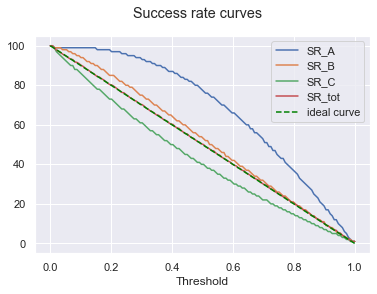 Success rate curves
100
80
60
40
20
0
SR_A
SR_B
SR_C
SR_tot
ideal curve
0.0 0.2 0.4 0.6 0.8 1.0
Threshold